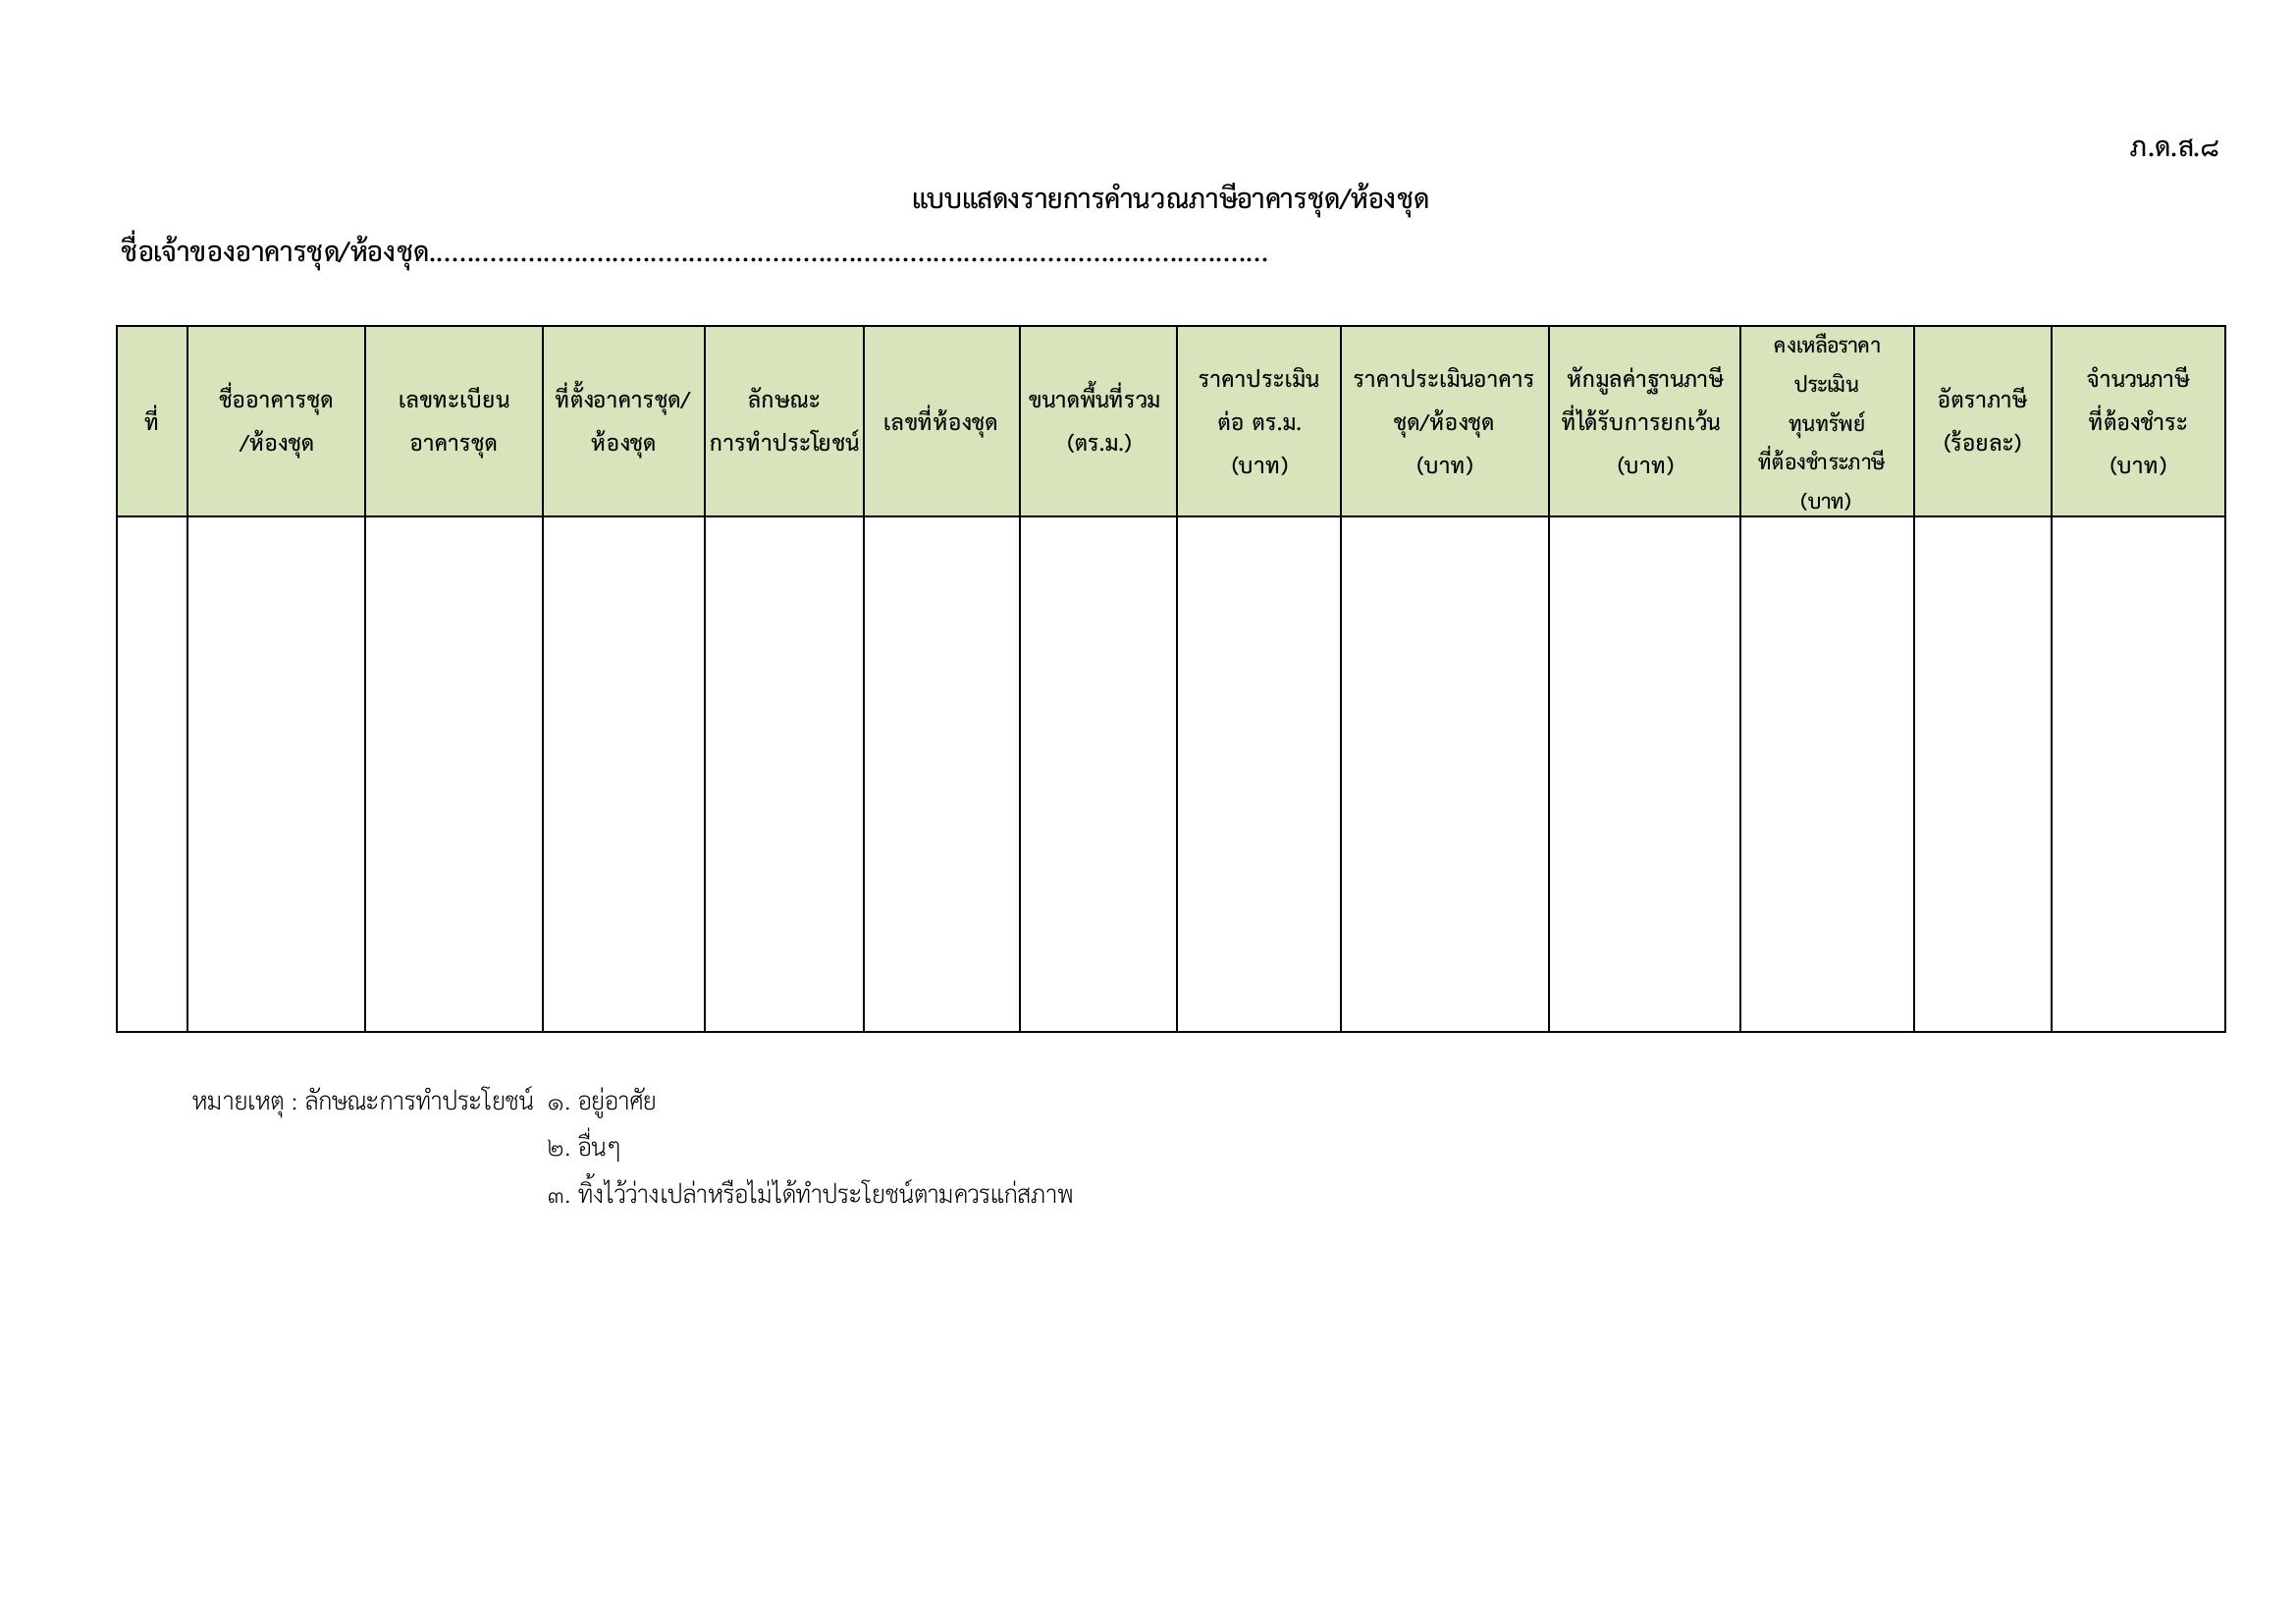 ภ.ด.ส.๘
แบบแสดงรายการคำนวณภาษีอาคารชุด/ห้องชุด
ชื่อเจ้าของอาคารชุด/ห้องชุด..............................................................................................................
ที่
ชื่ออาคารชุด
/ห้องชุด
เลขทะเบียน
อาคารชุด
ที่ตั้งอาคารชุด/
ห้องชุด
ลักษณะ
การทำประโยชน์
เลขที่ห้องชุด
ขนาดพื้นที่รวม
(ตร.ม.)
ราคาประเมิน
ต่อ ตร.ม.
(บาท)
ราคาประเมินอาคาร
ชุด/ห้องชุด
(บาท)
หักมูลค่าฐานภาษี
ที่ได้รับการยกเว้น
(บาท)
คงเหลือราคา
ประเมิน
ทุนทรัพย์
ที่ต้องชำระภาษี
(บาท)
อัตราภาษี
(ร้อยละ)
จำนวนภาษี
ที่ต้องชำระ
(บาท)
หมายเหตุ : ลักษณะการทำประโยชน์ ๑. อยู่อาศัย
๒. อื่นๆ
๓. ทิ้งไว้ว่างเปล่าหรือไม่ได้ทำประโยชน์ตามควรแก่สภาพ